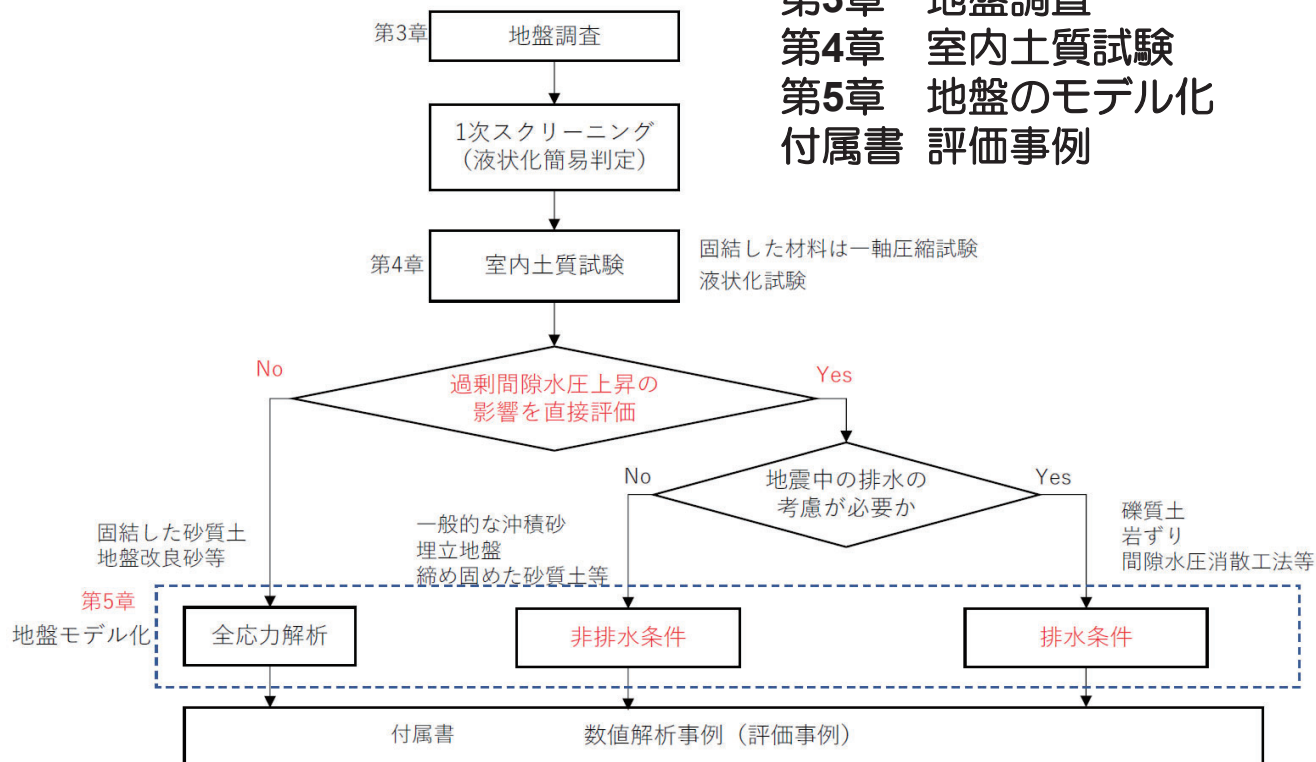 第3章 地盤調査
第4章 室内土質試験
第5章 地盤のモデル化
付属書 評価事例
第3章
地盤調査
1次スクリーニング
（液状化簡易判定）
第4章
室内土質試験
固結した材料は一軸圧縮試験
液状化試験
No
過剰間隙水圧上昇の
影響を直接評価
Yes
No
地震中の排水の
考慮が必要か
Yes
固結した砂質土
地盤改良砂等
一般的な沖積砂
埋立地盤
締め固めた砂質土等
礫質土
岩ずり
間隙水圧消散工法等
第5章
地盤モデル化
全応力解析
非排水条件
排水条件
付属書 数値解析事例（評価事例）